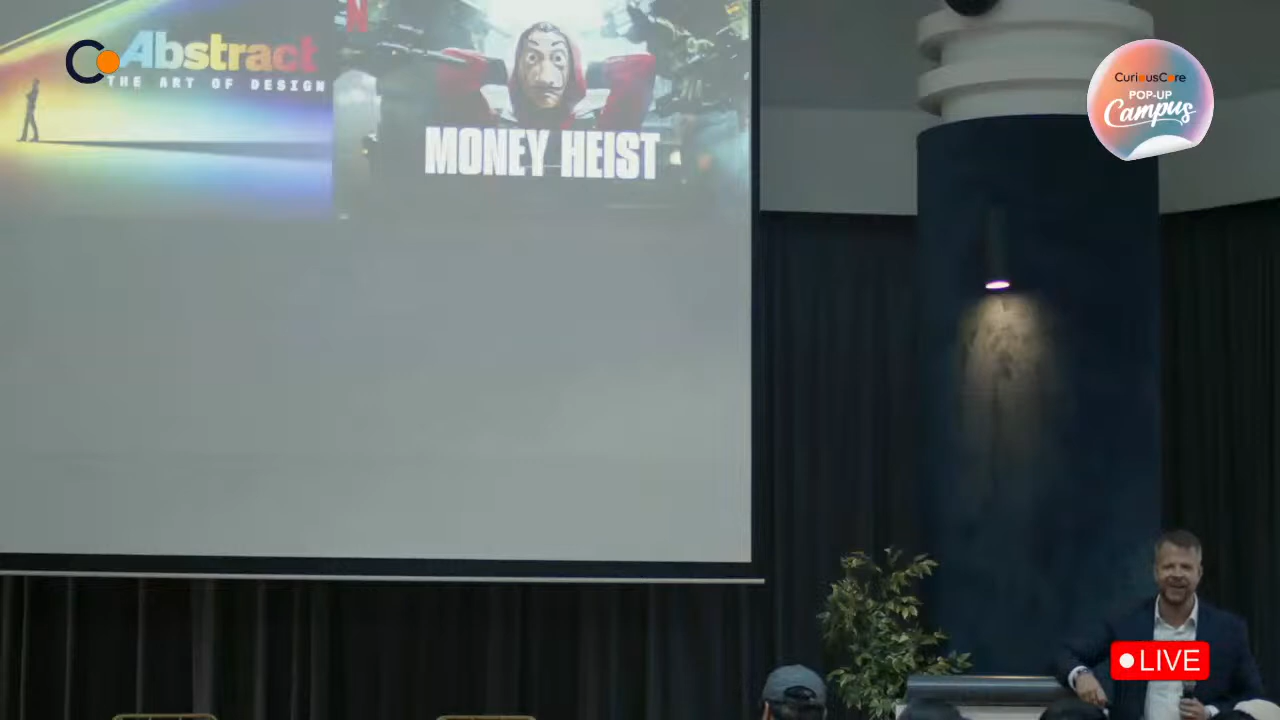 Abstract
THE ART OF DESIGN
N
MONEY HEIST
CuriousCore
POP-UP
Campus
LIVE